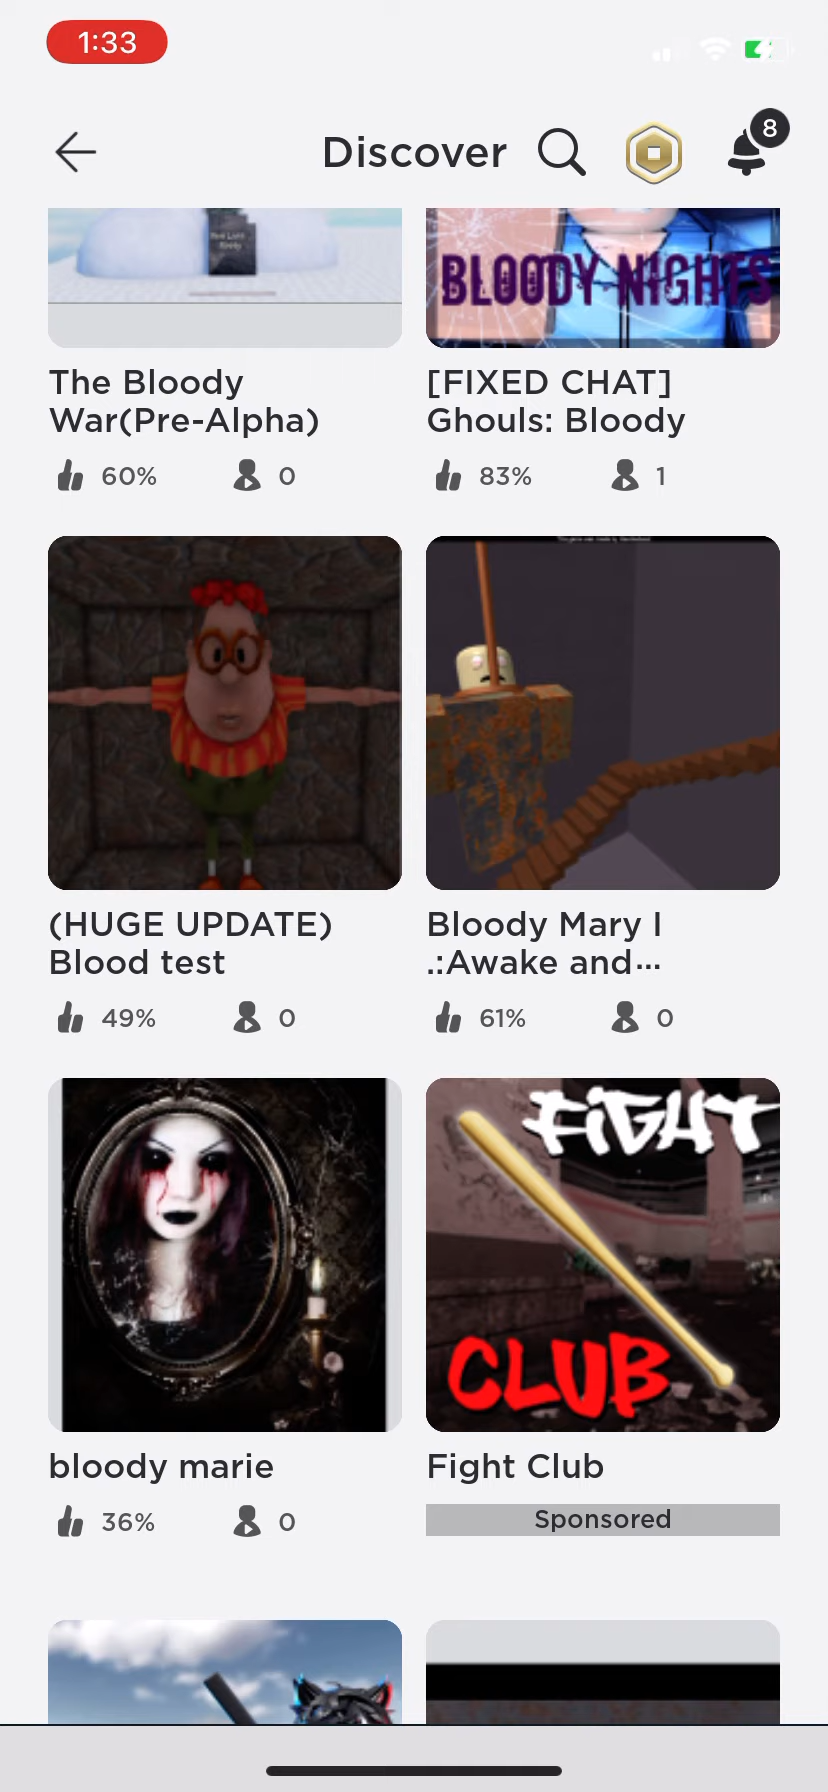 1:33
Discover
8
BLOODY NIGHTS
The Bloody
War(Pre-Alpha)
60%
0
[FIXED CHAT]
Ghouls: Bloody
83%
1
(HUGE UPDATE)
Blood test
49%
0
Bloody Mary I
.:Awake and...
61%
0
bloody marie
36%
0
FIGHT
CLUB
Fight Club
Sponsored